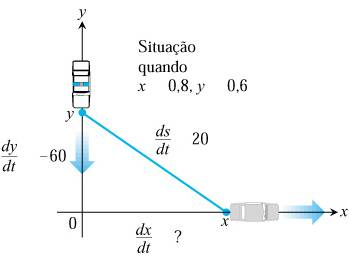 y
Situação
quando
x 0,8, y 0,6
y
ds/dt 20
dy/dt –60
0
x
x
dx/dt ?